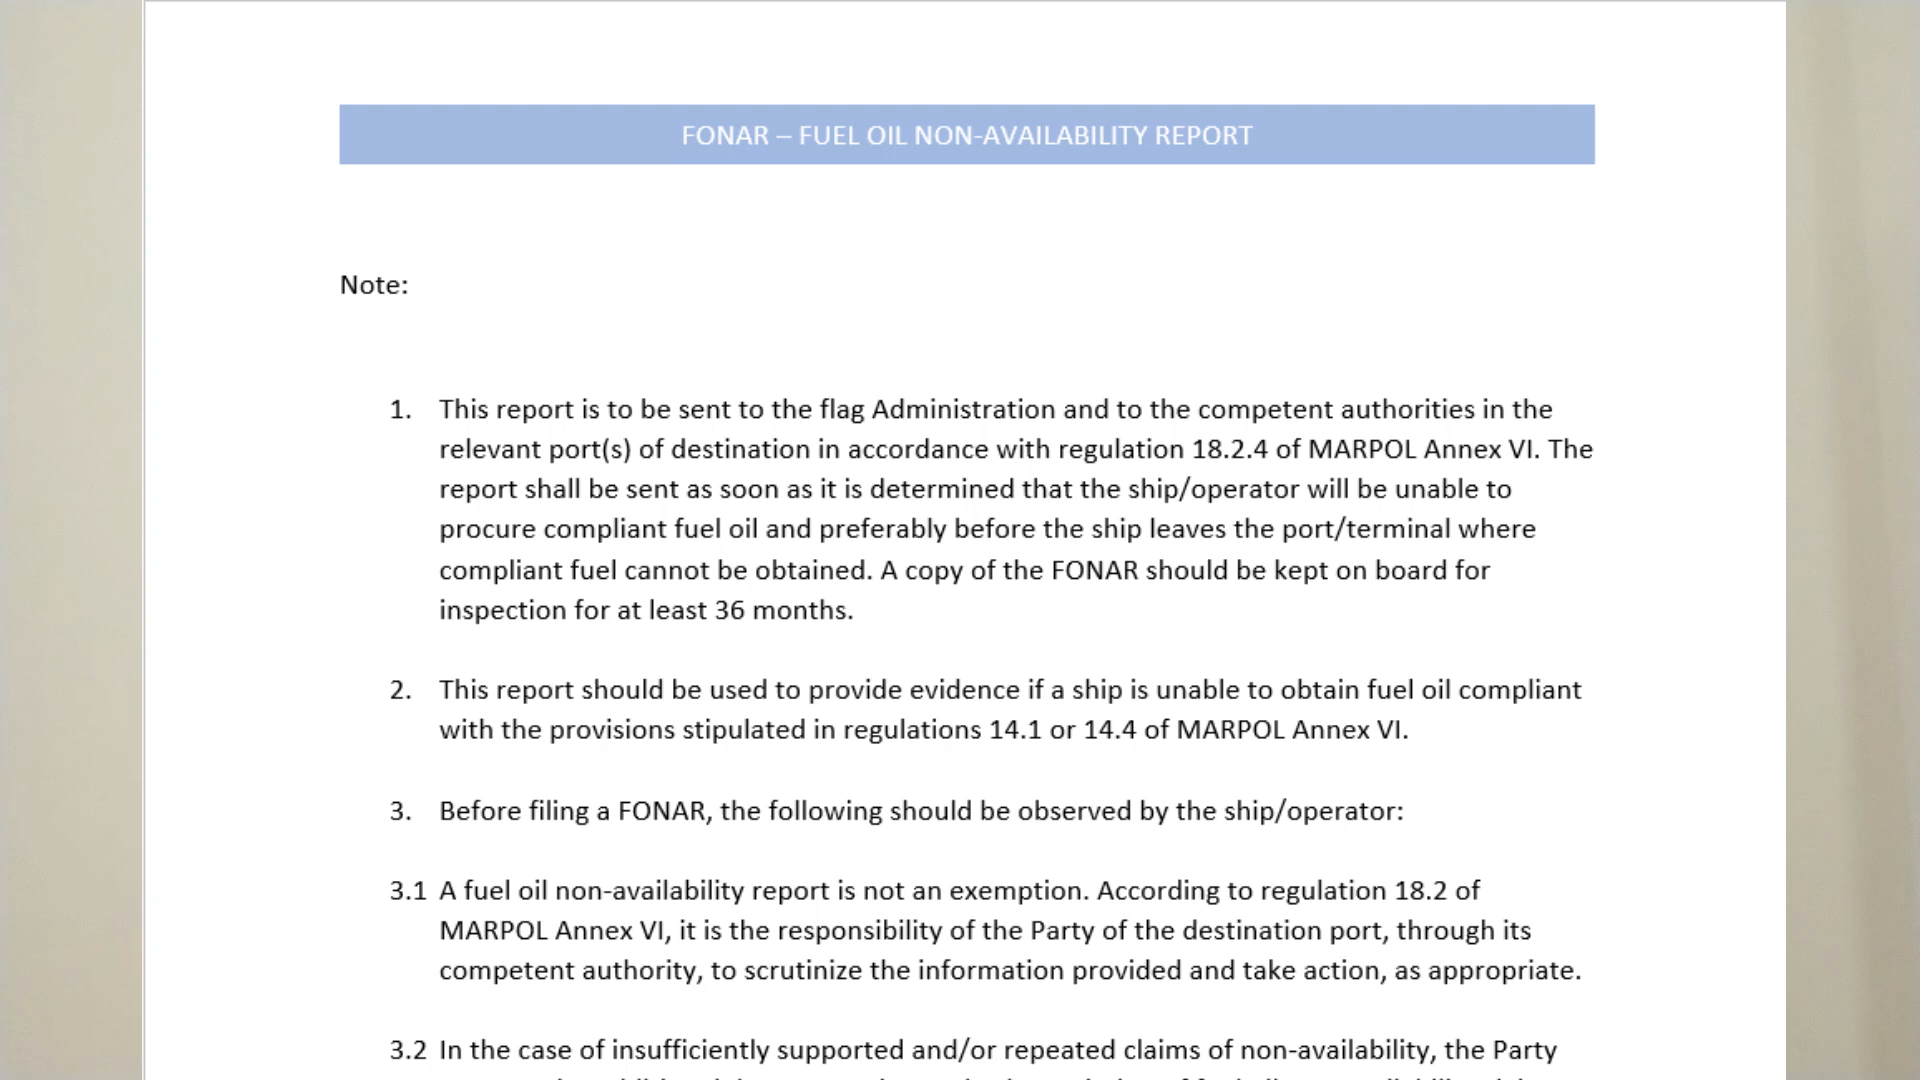 FONAR – FUEL OIL NON-AVAILABILITY REPORT
Note:
1. This report is to be sent to the flag Administration and to the competent authorities in the
relevant port(s) of destination in accordance with regulation 18.2.4 of MARPOL Annex VI. The
report shall be sent as soon as it is determined that the ship/operator will be unable to
procure compliant fuel oil and preferably before the ship leaves the port/terminal where
compliant fuel cannot be obtained. A copy of the FONAR should be kept on board for
inspection for at least 36 months.
2. This report should be used to provide evidence if a ship is unable to obtain fuel oil compliant
with the provisions stipulated in regulations 14.1 or 14.4 of MARPOL Annex VI.
3. Before filing a FONAR, the following should be observed by the ship/operator:
3.1 A fuel oil non-availability report is not an exemption. According to regulation 18.2 of
MARPOL Annex VI, it is the responsibility of the Party of the destination port, through its
competent authority, to scrutinize the information provided and take action, as appropriate.
3.2 In the case of insufficiently supported and/or repeated claims of non-availability, the Party